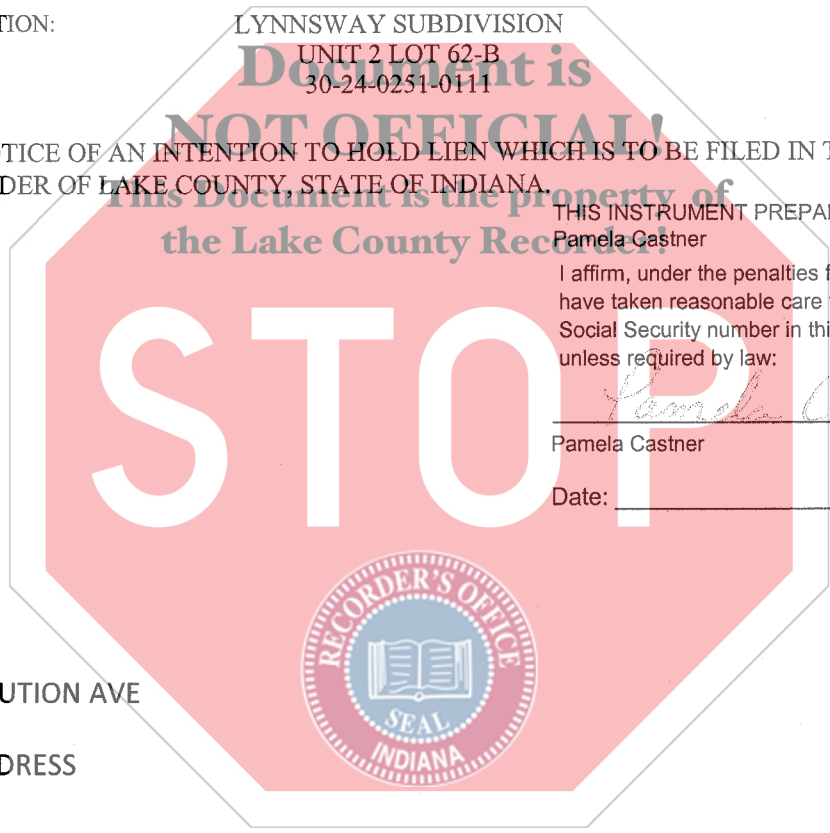 TION:
LYNNSWAY SUBDIVISION
UNIT 2 LOT 62-B
30-24-0251-0111
Document is
NOT OFFICIAL!
This Document is the property of
the Lake County Recorder!
TICE OF AN INTENTION TO HOLD LIEN WHICH IS TO BE FILED IN T
DER OF LAKE COUNTY, STATE OF INDIANA.
THIS INSTRUMENT PREPA
Pamela Castner
I affirm, under the penalties f
have taken reasonable care
Social Security number in thi
unless required by law:
Pamela C
Pamela Castner
Date:
STOP
RECORDER'S OFFICE
SEAL
INDIANA
UTION AVE
DRESS